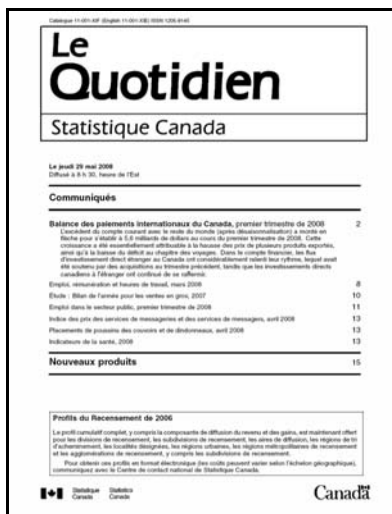 Catalogue 11-001-XIF (English 11-001-XIE) ISSN 1205-9145
Le
Quotidien
Statistique Canada
Le jeudi 29 mai 2008
Diffusé à 8 h 30, heure de l'Est
Communiqués
Balance des paiements internationaux du Canada, premier trimestre de 2008 2
L'excédent du compte courant avec le reste du monde (après désaisonnalisation) a monté en
flèche pour s'établir à 5,6 milliards de dollars au cours du premier trimestre de 2008. Cette
croissance a été essentiellement attribuable à la hausse des prix de plusieurs produits exportés,
ainsi qu'à la baisse du déficit au chapitre des voyages. Dans le compte financier, les flux
d'investissement direct étranger au Canada ont considérablement ralenti leur rythme, lequel avait
été soutenu par des acquisitions au trimestre précédent, tandis que les investissements directs
canadiens à l'étranger ont continué de se raffermir.
Emploi, rémunération et heures de travail, mars 2008 8
Étude : Bilan de l'année pour les ventes en gros, 2007 10
Emploi dans le secteur public, premier trimestre de 2008 11
Indice des prix des services de messageries et des services de messagers, avril 2008 13
Placements de poussins des couvoirs et de dindonneaux, avril 2008 13
Indicateurs de la santé, 2008 13
Nouveaux produits 15
Profils du Recensement de 2006
Le profil cumulatif complet, y compris la composante de diffusion du revenu et des gains, est maintenant offert
pour les divisions de recensement, les subdivisions de recensement, les aires de diffusion, les régions de tri
d'acheminement, les localités désignées, les régions urbaines, les régions métropolitaines de recensement
et les agglomérations de recensement, y compris les subdivisions de recensement.
Pour obtenir ces profils en format électronique (les coûts peuvent varier selon l'échelon géographique),
communiquez avec le Centre de contact national de Statistique Canada.
Statistique Statistics
Canada Canada
Canada